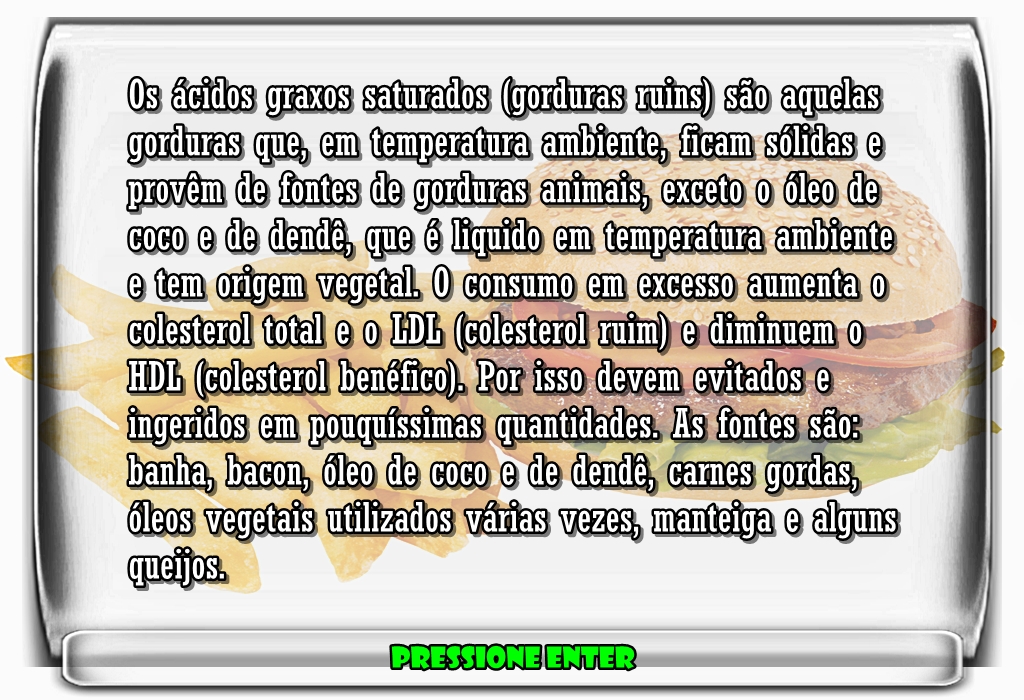 Os ácidos graxos saturados (gorduras ruins) são aquelas
gorduras que, em temperatura ambiente, ficam sólidas e
provêm de fontes de gorduras animais, exceto o óleo de
coco e de dendê, que é liquido em temperatura ambiente
e tem origem vegetal. O consumo em excesso aumenta o
colesterol total e o LDL (colesterol ruim) e diminuem o
HDL (colesterol benéfico). Por isso devem evitados e
ingeridos em pouquíssimas quantidades. As fontes são:
banha, bacon, óleo de coco e de dendê, carnes gordas,
óleos vegetais utilizados várias vezes, manteiga e alguns
queijos.
PRESSIONE ENTER